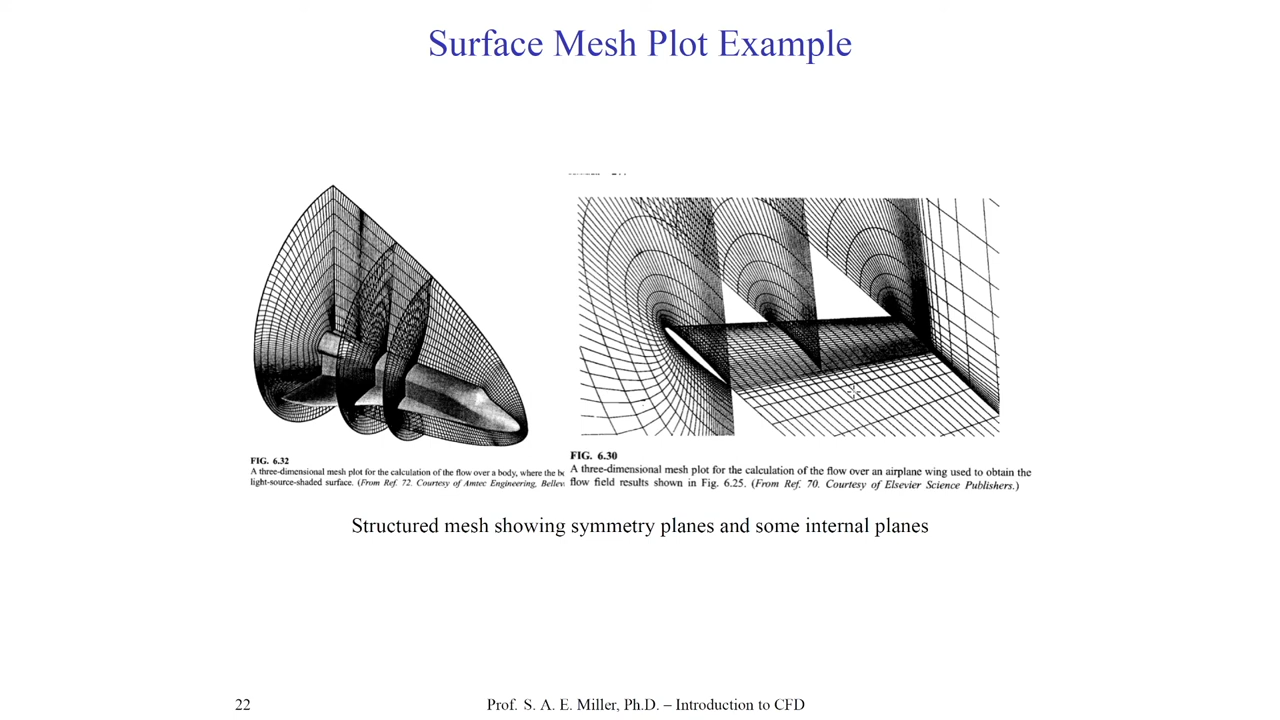 Surface Mesh Plot Example
FIG. 6.32
A three-dimensional mesh plot for the calculation of the flow over a body, where the
light-source-shaded surface. (From Ref. 72. Courtesy of Amtec Engineering,
FIG. 6.30
A three-dimensional mesh plot for the calculation of the flow over an airplane wing used to obtain the
flow field results shown in Fig. 6.25. (From Ref. 70. Courtesy of Elsevier Science Publishers.)
Structured mesh showing symmetry planes and some internal planes
22
Prof. S. A. E. Miller, Ph.D. – Introduction to CFD